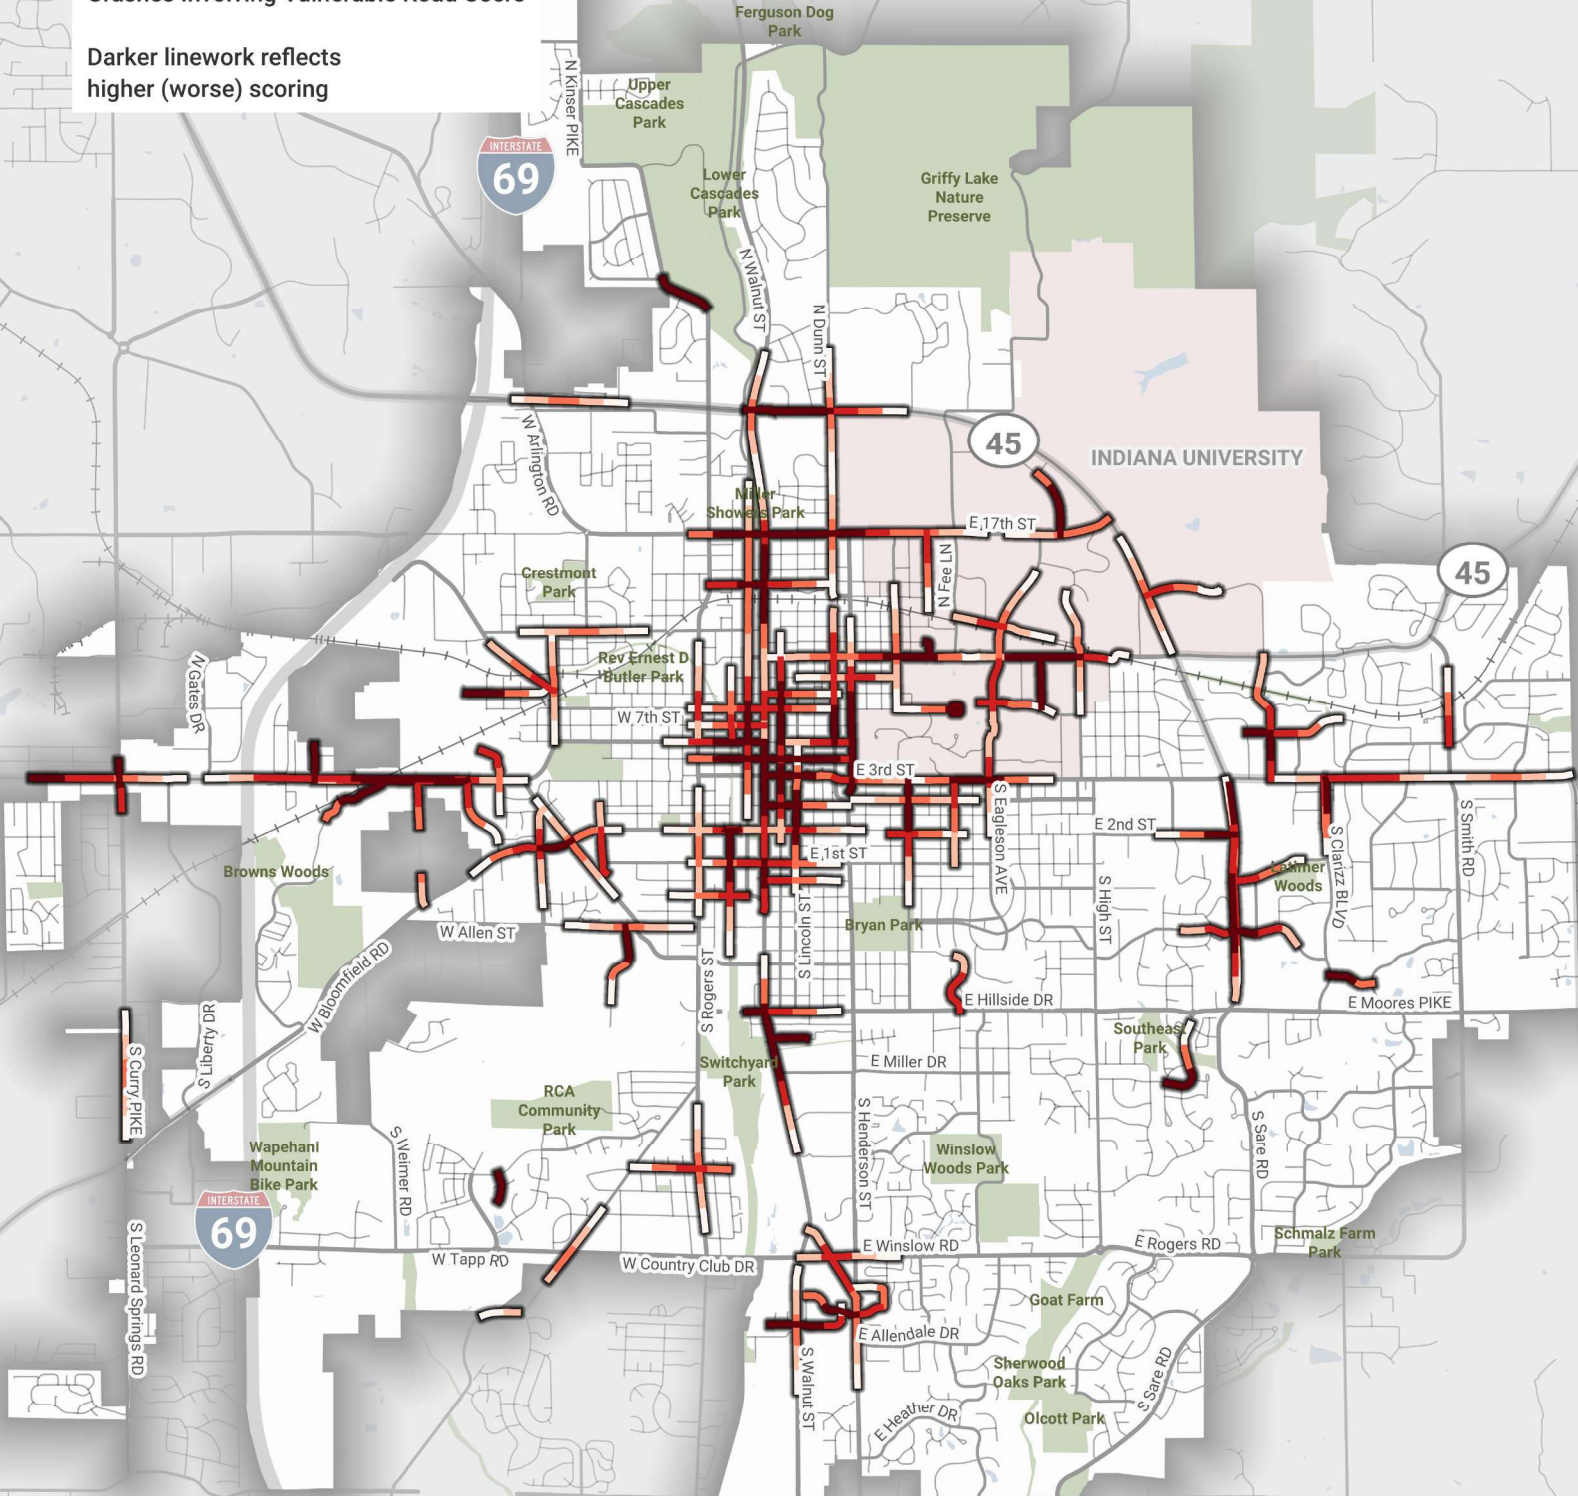 Crashes Involving Vulnerable Road Users
Darker linework reflects
higher (worse) scoring
Ferguson Dog
Park
N Kinser PIKE
Upper
Cascades
Park
INTERSTATE
69
Lower
Cascades
Park
Griffy Lake
Nature
Preserve
N Walnut ST
N Dunn ST
W Arlington RD
45
INDIANA UNIVERSITY
Miller
Showers Park
E 17th ST
N Fee LN
45
Crestmont
Park
Rev Ernest D
Butler Park
N Gates DR
W 7th ST
E 3rd ST
S Eagleson AVE
E 2nd ST
S Clarizz BLVD
S Smith RD
E 1st ST
Browns Woods
Latimer
Woods
S High ST
W Allen ST
Bryan Park
S Lincoln ST
S Rogers ST
W Bloomfield RD
E Hillside DR
E Moores PIKE
S Liberty DR
S Curry PIKE
Southeast
Park
Switchyard
Park
E Miller DR
RCA
Community
Park
S Henderson ST
S Weimer RD
Wapehani
Mountain
Bike Park
Winslow
Woods Park
S Sare RD
INTERSTATE
69
S Leonard Springs RD
W Tapp RD
W Country Club DR
E Winslow RD
E Rogers RD
Schmalz Farm
Park
Goat Farm
E Allendale DR
S Walnut ST
Sherwood
Oaks Park
S Sare RD
Olcott Park
E Heather DR